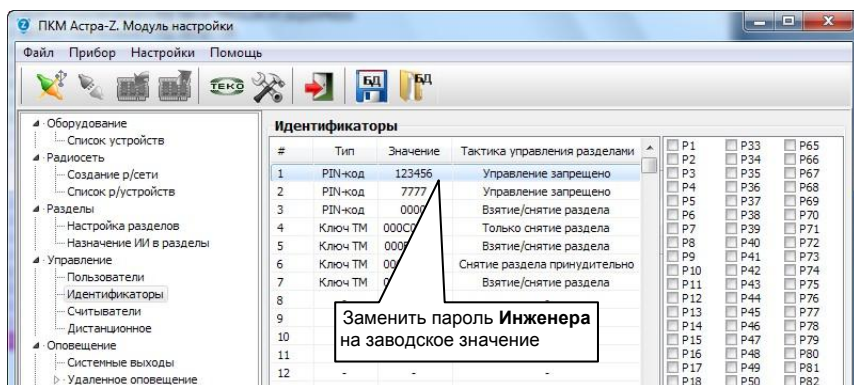 ПКМ Астра-Z. Модуль настройки
Файл Прибор Настройки Помощь
ТЕКО БД БД
Оборудование
Список устройств
Радиосеть
Создание р/сети
Список р/устройств
Разделы
Настройка разделов
Назначение ИИ в разделы
Управление
Пользователи
Идентификаторы
Считыватели
Дистанционное
Оповещение
Системные выходы
Удаленное оповещение
Идентификаторы
# Тип Значение Тактика управления разделами
1 PIN-код 123456 Управление запрещено
2 PIN-код 7777 Управление запрещено
3 PIN-код 0000 Взятие/снятие раздела
4 Ключ ТМ Только снятие раздела
5 Ключ ТМ Взятие/снятие раздела
6 Ключ ТМ Снятие раздела принудительно
7 Ключ ТМ Взятие/снятие раздела
8 - -
9
10
11
12 - - -
Заменить пароль Инженера
на заводское значение
P1 P33 P65
P2 P34 P66
P3 P35 P67
P4 P36 P68
P5 P37 P69
P6 P38 P70
P7 P39 P71
P8 P40 P72
P9 P41 P73
P10 P42 P74
P11 P43 P75
P12 P44 P76
P13 P45 P77
P14 P46 P78
P15 P47 P79
P16 P48 P80
P17 P49 P81
P18 P50 P82